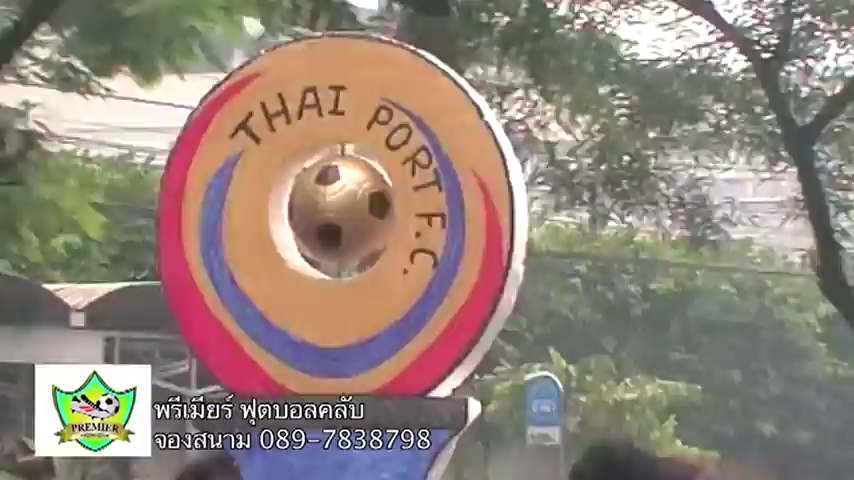 THAI PORT F.C.
PREMIER
พรีเมียร์ ฟุตบอลคลับ
จองสนาม 089-7838798